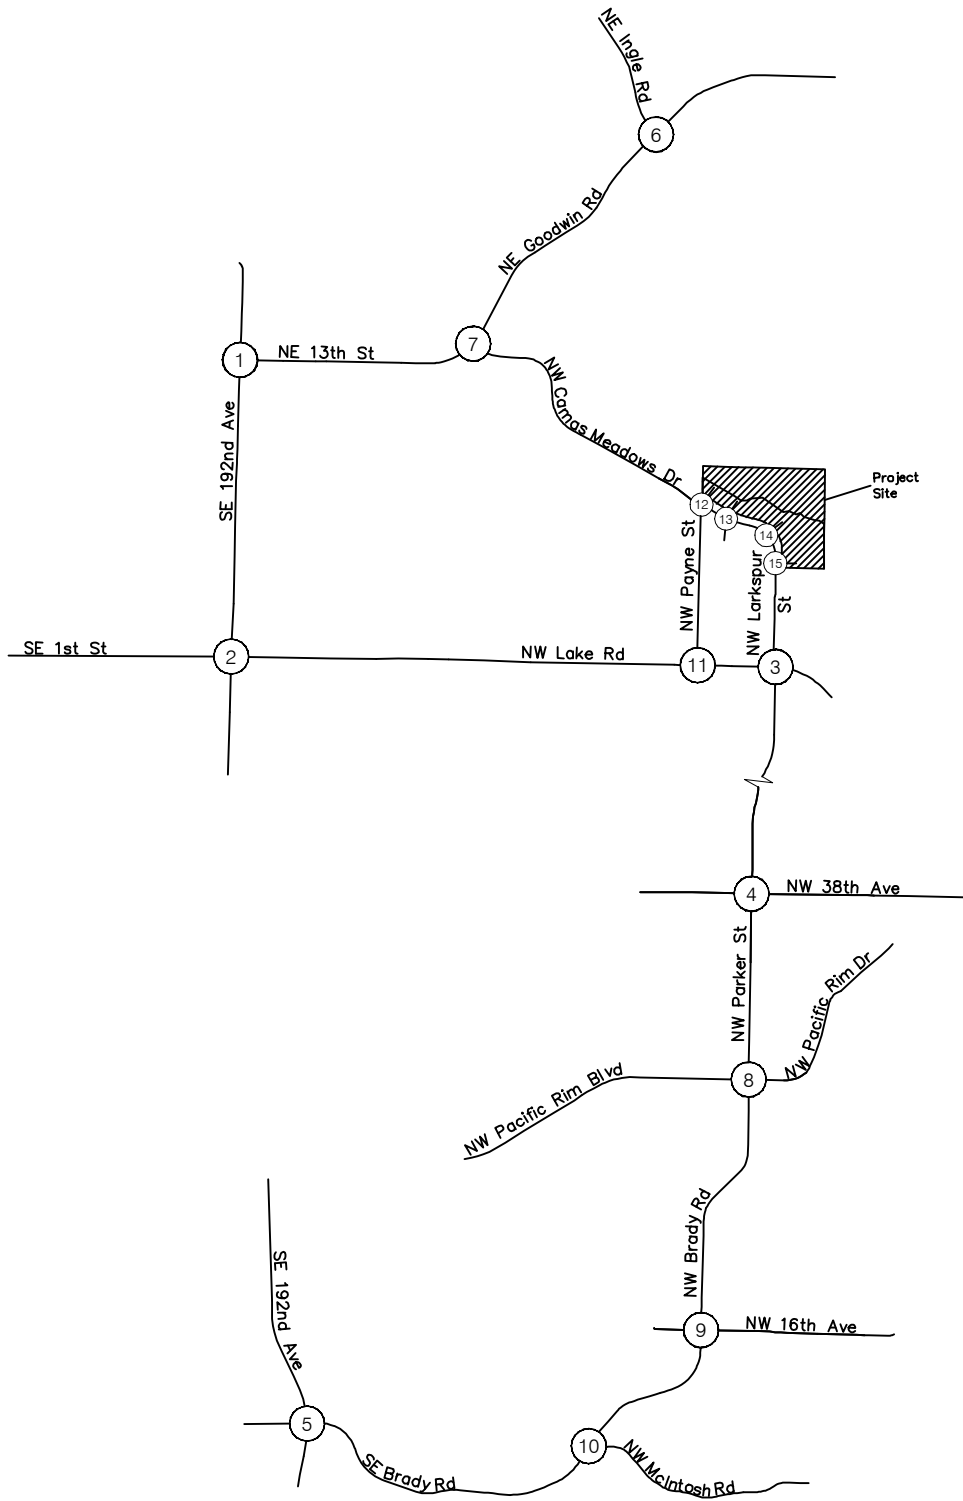 NE Ingle Rd
6
NE Goodwin Rd
7
1
NE 13th St
NW Camas Meadows Dr
SE 192nd Ave
Project
Site
12
13
14
15
NW Payne St
NW Larkspur
St
SE 1st St
2
NW Lake Rd
11
3
4
NW 38th Ave
NW Parker St
NW Pacific Rim Dr
8
NW Pacific Rim Blvd
NW Brady Rd
SE 192nd Ave
9
NW 16th Ave
5
10
SE Brady Rd
NW McIntosh Rd